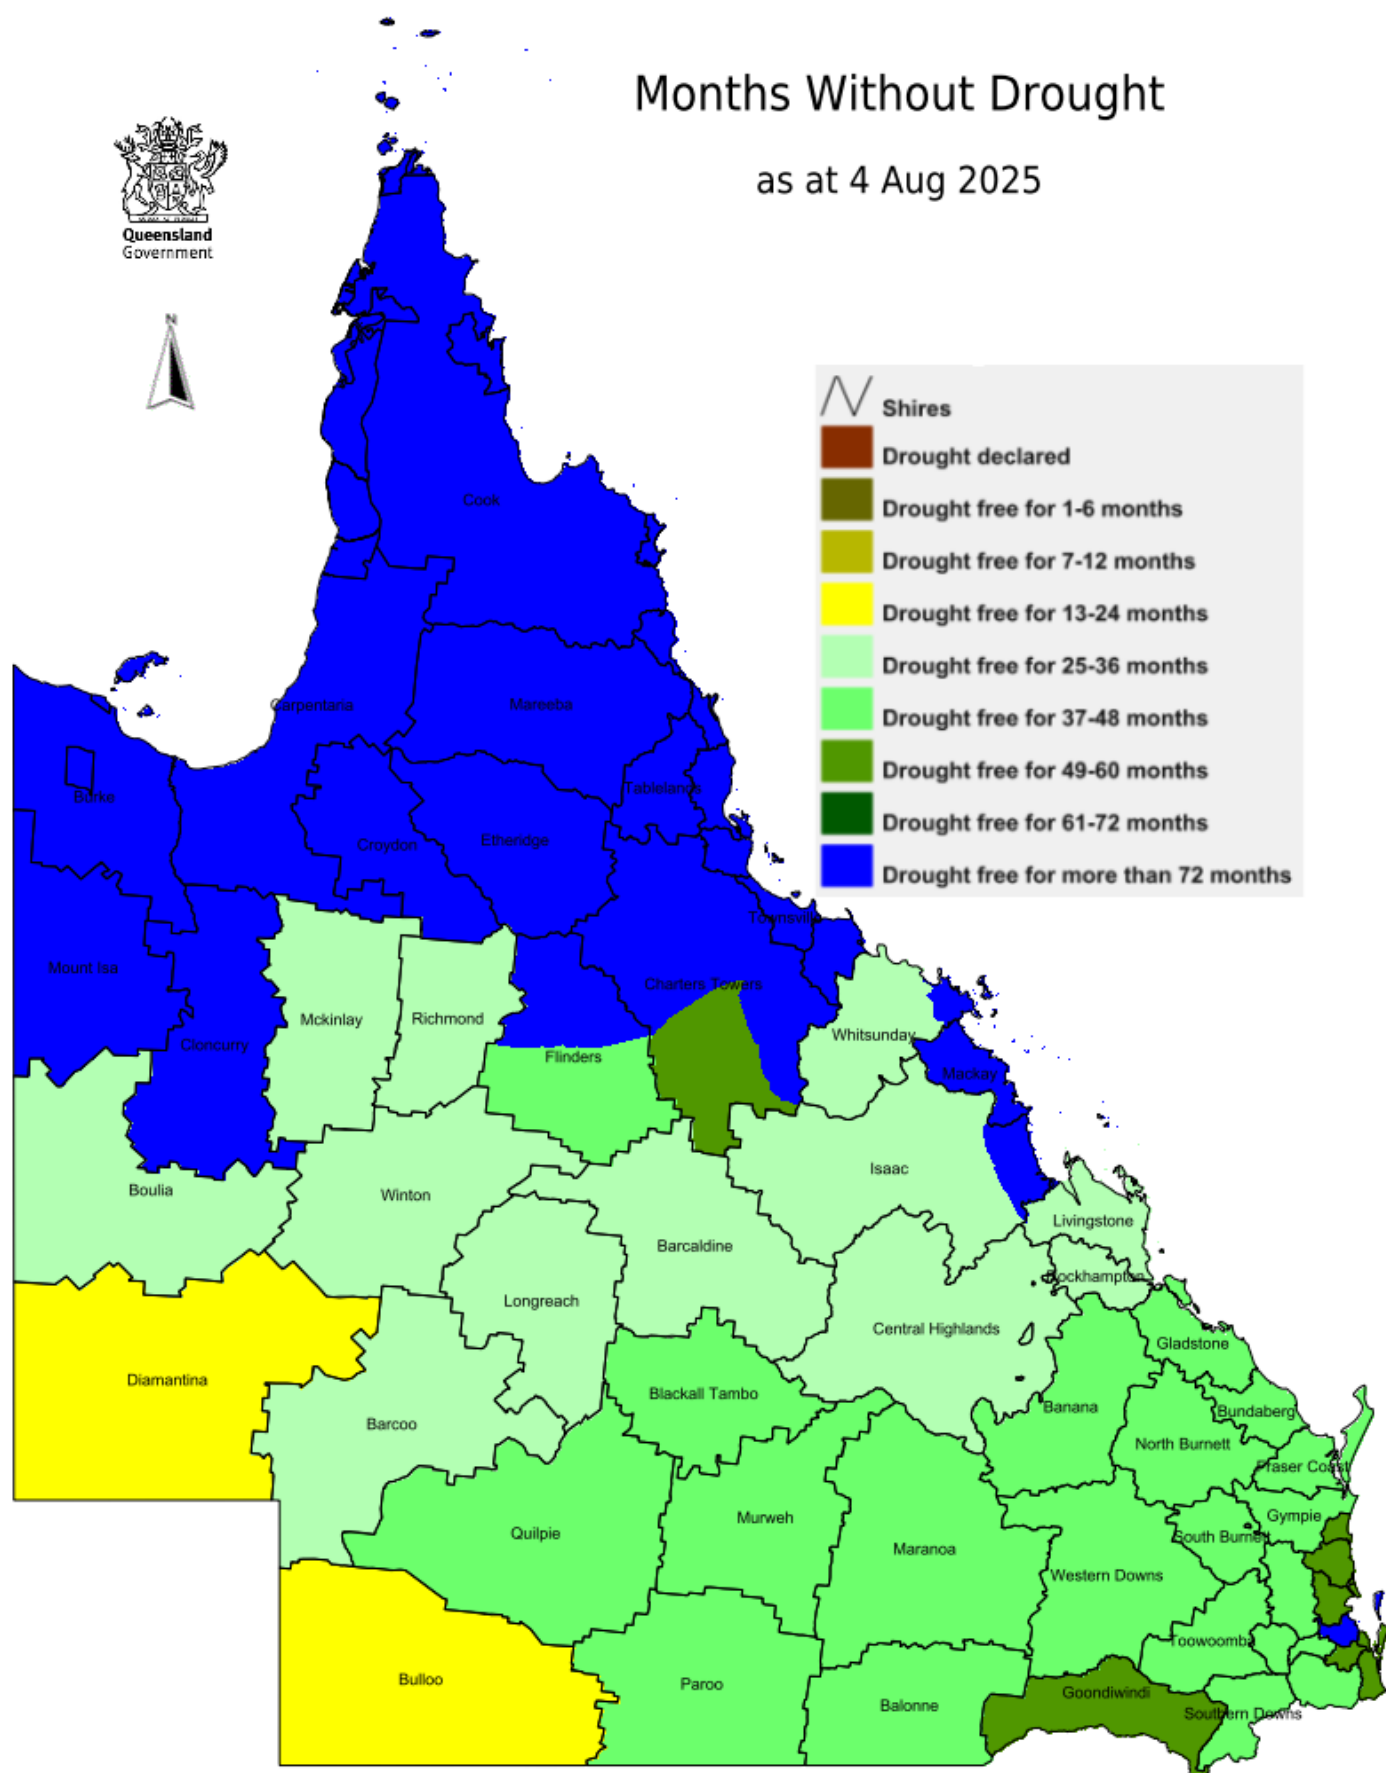 Months Without Drought
as at 4 Aug 2025
Queensland
Government
N
Shires
Drought declared
Drought free for 1-6 months
Drought free for 7-12 months
Drought free for 13-24 months
Drought free for 25-36 months
Drought free for 37-48 months
Drought free for 49-60 months
Drought free for 61-72 months
Drought free for more than 72 months
Cook
Carpentaria
Mareeba
Burke
Tablelands
Croydon
Etheridge
Townsville
Mount Isa
Charters Towers
Mckinlay
Richmond
Whitsunday
Cloncurry
Flinders
Mackay
Isaac
Boulia
Winton
Livingstone
Barcaldine
Rockhampton
Longreach
Central Highlands
Gladstone
Diamantina
Blackall Tambo
Banana
Bundaberg
Barcoo
North Burnett
Fraser Coast
Quilpie
Murweh
Gympie
South Burnett
Maranoa
Western Downs
Toowoomba
Bulloo
Paroo
Goondiwindi
Balonne
Southern Downs